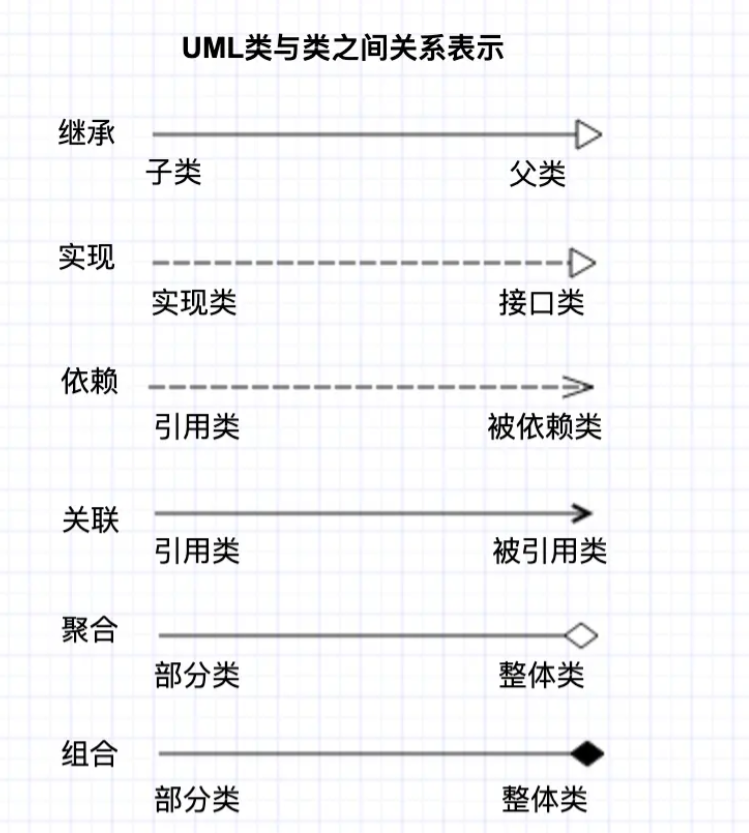 UML类与类之间关系表示
继承
子类 父类
实现
实现类 接口类
依赖
引用类 被依赖类
关联
引用类 被引用类
聚合
部分类 整体类
组合
部分类 整体类